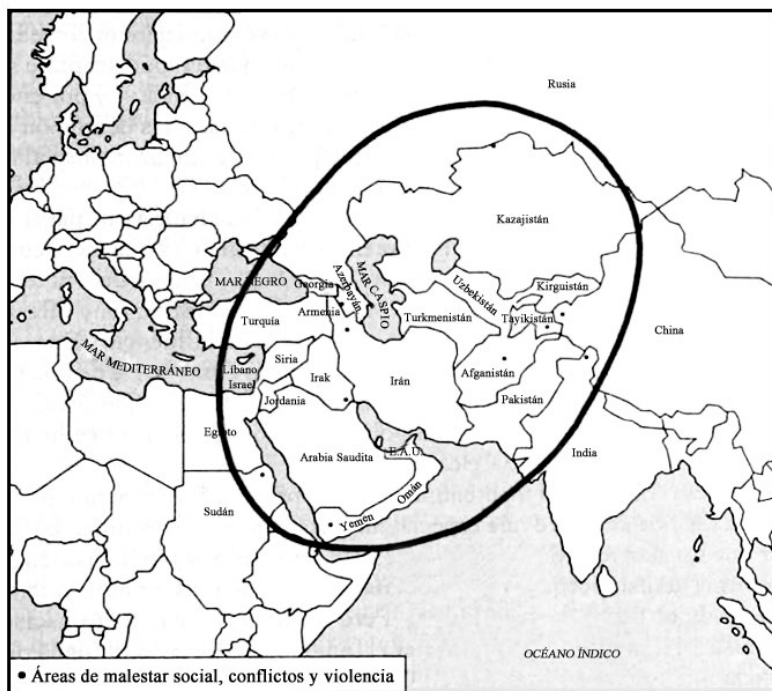 Rusia
Kazajistán
MAR NEGRO
Georgia
Azerbayán
MAR CASPIO
Uzbekistán
Kirguistán
Turquía
Armenia
Turkmenistán
Tayikistán
China
MAR MEDITERRÁNEO
Líbano
Siria
Israel
Irak
Irán
Afganistán
Jordania
Pakistán
Egipto
Arabia Saudita
E.A.U.
India
Omán
Sudán
Yemen
OCÉANO ÍNDICO
• Áreas de malestar social, conflictos y violencia